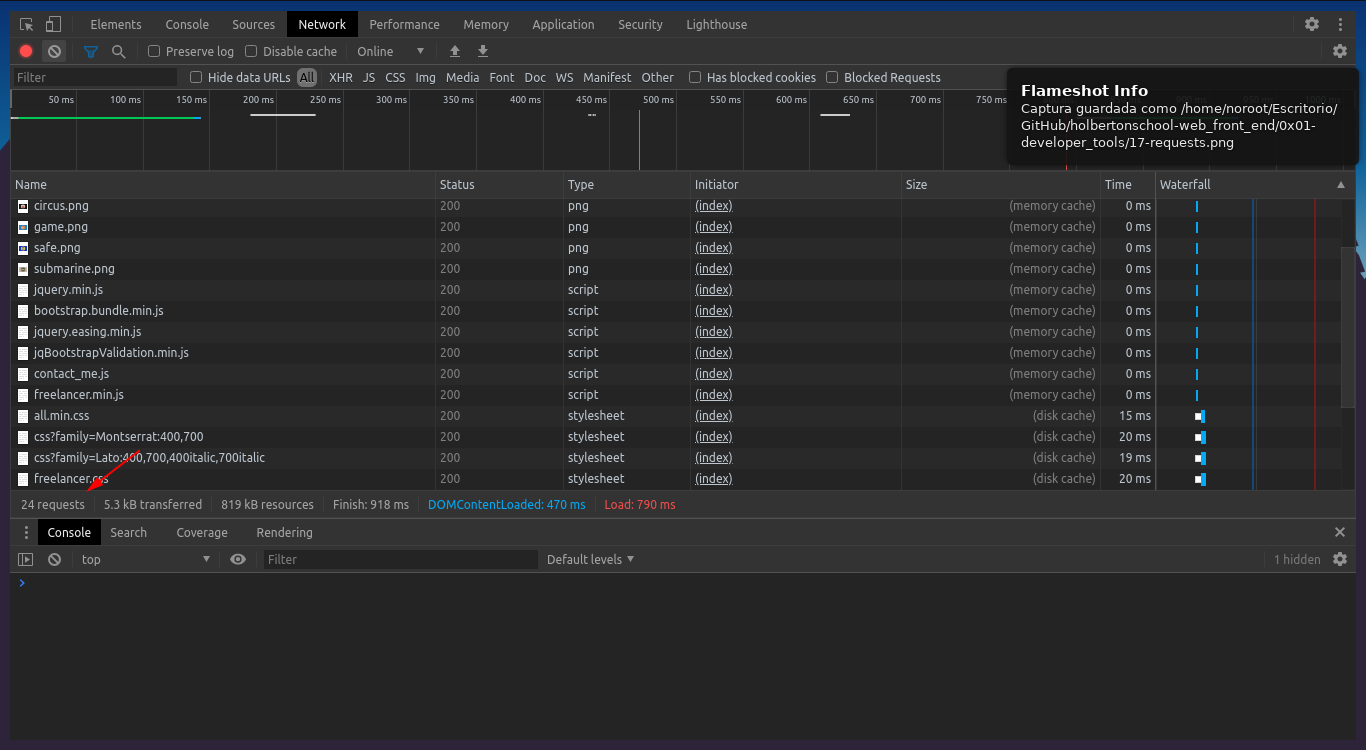 Elements Console Sources Network Performance Memory Application Security Lighthouse
Preserve log Disable cache Online
Filter Hide data URLs All XHR JS CSS Img Media Font Doc WS Manifest Other Has blocked cookies Blocked Requests
50 ms 100 ms 150 ms 200 ms 250 ms 300 ms 350 ms 400 ms 450 ms 500 ms 550 ms 600 ms 650 ms 700 ms 750 ms
Flameshot Info
Captura guardada como /home/noroot/Escritorio/
GitHub/holbertonschool-web_front_end/0x01-
developer_tools/17-requests.png
Name Status Type Initiator Size Time Waterfall
circus.png 200 png (index) (memory cache) 0 ms
game.png 200 png (index) (memory cache) 0 ms
safe.png 200 png (index) (memory cache) 0 ms
submarine.png 200 png (index) (memory cache) 0 ms
jquery.min.js 200 script (index) (memory cache) 0 ms
bootstrap.bundle.min.js 200 script (index) (memory cache) 0 ms
jquery.easing.min.js 200 script (index) (memory cache) 0 ms
jqBootstrapValidation.min.js 200 script (index) (memory cache) 0 ms
contact_me.js 200 script (index) (memory cache) 0 ms
freelancer.min.js 200 script (index) (memory cache) 0 ms
all.min.css 200 stylesheet (index) (disk cache) 15 ms
css?family=Montserrat:400,700 200 stylesheet (index) (disk cache) 20 ms
css?family=Lato:400,700,400italic,700italic 200 stylesheet (index) (disk cache) 19 ms
freelancer.css 200 stylesheet (index) (disk cache) 20 ms
24 requests 5.3 kB transferred 819 kB resources Finish: 918 ms DOMContentLoaded: 470 ms Load: 790 ms
Console Search Coverage Rendering
top Filter Default levels 1 hidden